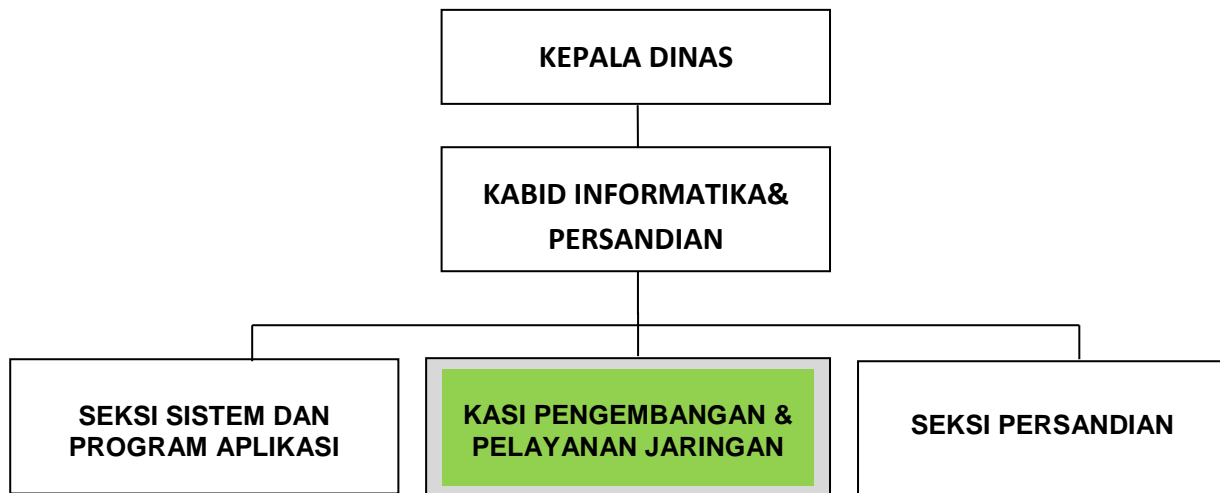 KEPALA DINAS
KABID INFORMATIKA&
PERSANDIAN
SEKSI SISTEM DAN
PROGRAM APLIKASI
KASI PENGEMBANGAN &
PELAYANAN JARINGAN
SEKSI PERSANDIAN